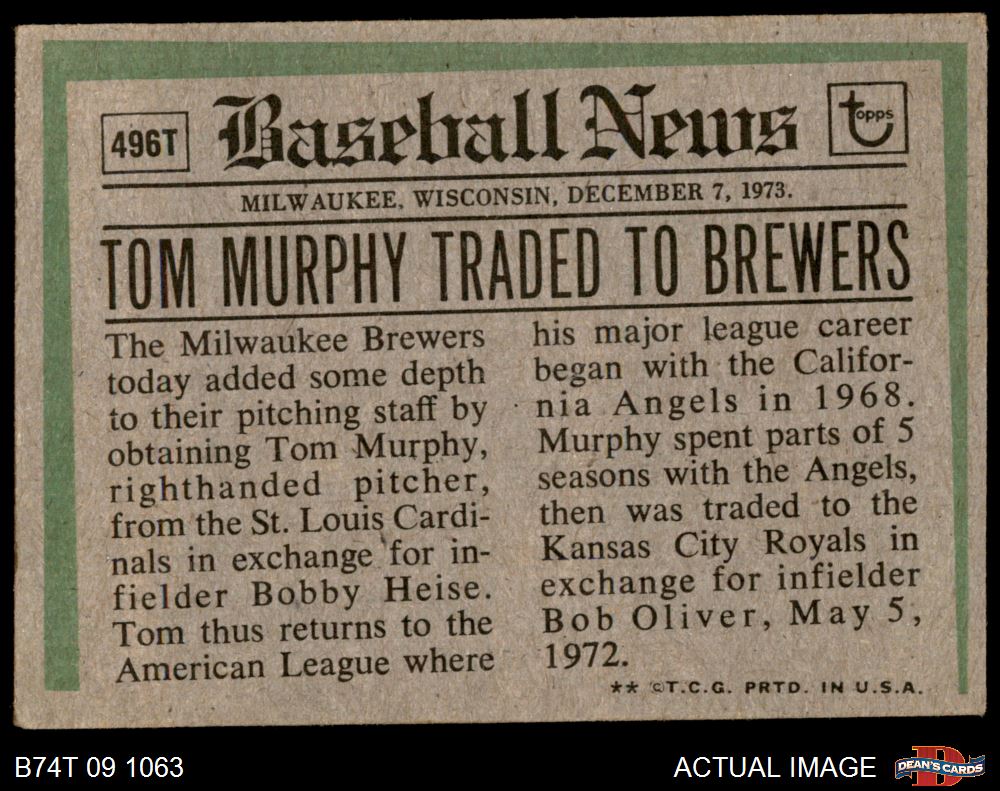 496T
Baseball News
topps
MILWAUKEE, WISCONSIN, DECEMBER 7, 1973.
TOM MURPHY TRADED TO BREWERS
The Milwaukee Brewers
today added some depth
to their pitching staff by
obtaining Tom Murphy,
righthanded pitcher,
from the St. Louis Cardi-
nals in exchange for in-
fielder Bobby Heise.
Tom thus returns to the
American League where
his major league career
began with the Califor-
nia Angels in 1968.
Murphy spent parts of 5
seasons with the Angels,
then was traded to the
Kansas City Royals in
exchange for infielder
Bob Oliver, May 5,
1972.
** ©T.C.G. PRTD. IN U.S.A.
B74T 09 1063
ACTUAL IMAGE
DEAN'S CARDS